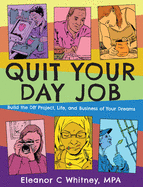 QUIT YOUR
DAY JOB
Build the DIY Project, Life, and Business of Your Dreams
Eleanor C Whitney, MPA